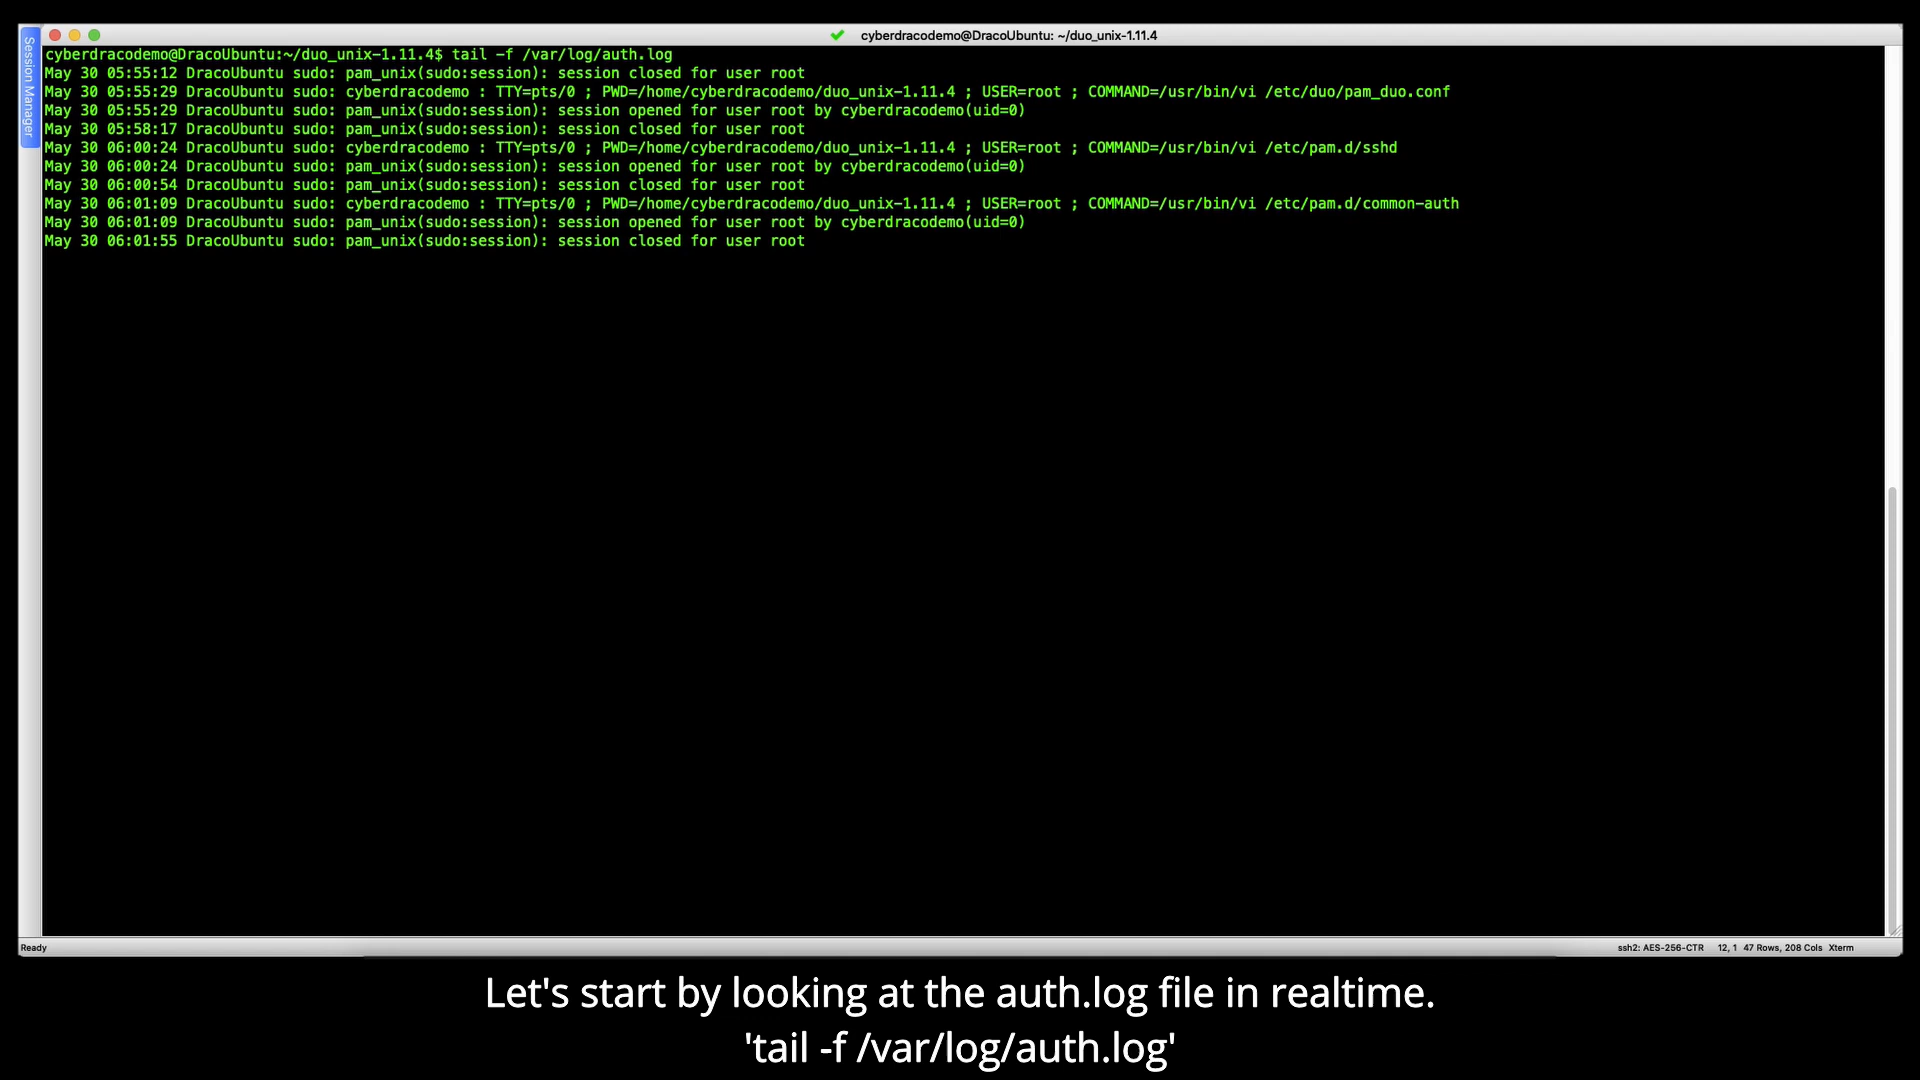 Session Manager
cyberdracodemo@DracoUbuntu: ~/duo_unix-1.11.4
cyberdracodemo@DracoUbuntu:~/duo_unix-1.11.4$ tail -f /var/log/auth.log
May 30 05:55:12 DracoUbuntu sudo: pam_unix(sudo:session): session closed for user root
May 30 05:55:29 DracoUbuntu sudo: cyberdracodemo : TTY=pts/0 ; PWD=/home/cyberdracodemo/duo_unix-1.11.4 ; USER=root ; COMMAND=/usr/bin/vi /etc/duo/pam_duo.conf
May 30 05:55:29 DracoUbuntu sudo: pam_unix(sudo:session): session opened for user root by cyberdracodemo(uid=0)
May 30 05:58:17 DracoUbuntu sudo: pam_unix(sudo:session): session closed for user root
May 30 06:00:24 DracoUbuntu sudo: cyberdracodemo : TTY=pts/0 ; PWD=/home/cyberdracodemo/duo_unix-1.11.4 ; USER=root ; COMMAND=/usr/bin/vi /etc/pam.d/sshd
May 30 06:00:24 DracoUbuntu sudo: pam_unix(sudo:session): session opened for user root by cyberdracodemo(uid=0)
May 30 06:00:54 DracoUbuntu sudo: pam_unix(sudo:session): session closed for user root
May 30 06:01:09 DracoUbuntu sudo: cyberdracodemo : TTY=pts/0 ; PWD=/home/cyberdracodemo/duo_unix-1.11.4 ; USER=root ; COMMAND=/usr/bin/vi /etc/pam.d/common-auth
May 30 06:01:09 DracoUbuntu sudo: pam_unix(sudo:session): session opened for user root by cyberdracodemo(uid=0)
May 30 06:01:55 DracoUbuntu sudo: pam_unix(sudo:session): session closed for user root
Ready ssh2: AES-256-CTR 12, 1 47 Rows, 208 Cols Xterm
Let's start by looking at the auth.log file in realtime.
'tail -f /var/log/auth.log'